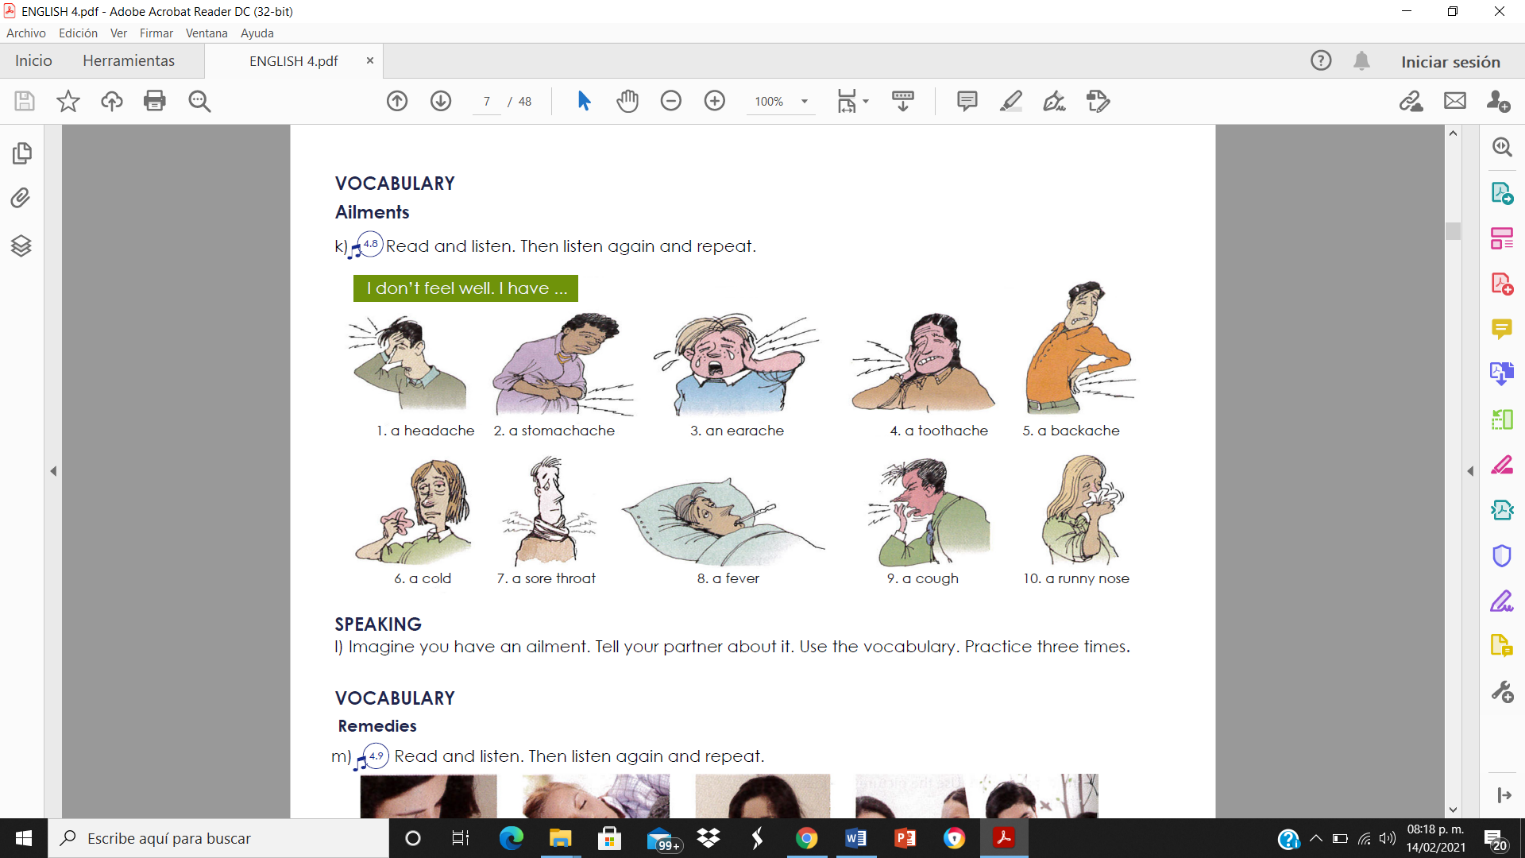 ENGLISH 4.pdf - Adobe Acrobat Reader DC (32-bit)
Archivo Edición Ver Firmar Ventana Ayuda
Inicio Herramientas ENGLISH 4.pdf × Iniciar sesión
7 / 48 100%
VOCABULARY
Ailments
k) 4.8 Read and listen. Then listen again and repeat.
I don't feel well. I have ...
1. a headache 2. a stomachache 3. an earache 4. a toothache 5. a backache
6. a cold 7. a sore throat 8. a fever 9. a cough 10. a runny nose
SPEAKING
l) Imagine you have an ailment. Tell your partner about it. Use the vocabulary. Practice three times.
VOCABULARY
Remedies
m) 4.9 Read and listen. Then listen again and repeat.
Escribe aquí para buscar
99+
08:18 p. m.
14/02/2021
20